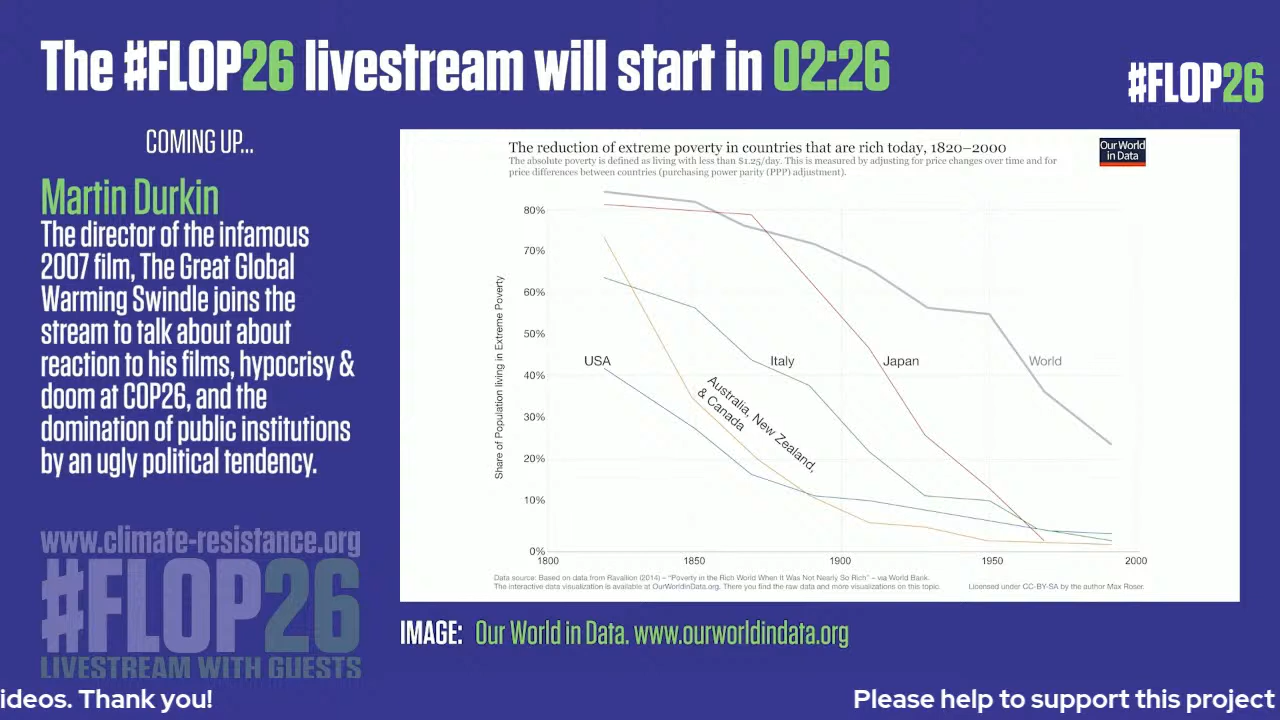 The #FLOP26 livestream will start in 02:26
#FLOP26
COMING UP...
Martin Durkin
The director of the infamous
2007 film, The Great Global
Warming Swindle joins the
stream to talk about about
reaction to his films, hypocrisy &
doom at COP26, and the
domination of public institutions
by an ugly political tendency.
www.climate-resistance.org
#FLOP26
LIVESTREAM WITH GUESTS
The reduction of extreme poverty in countries that are rich today, 1820–2000
The absolute poverty is defined as living with less than $1.25/day. This is measured by adjusting for price changes over time and for
price differences between countries (purchasing power parity (PPP) adjustment).
Our World
in Data
Share of Population living in Extreme Poverty
80%
70%
60%
50%
40%
30%
20%
10%
0%
USA
Australia, New Zealand,
& Canada
Italy
Japan
World
1800
1850
1900
1950
2000
Data source: Based on data from Ravallion (2014) – "Poverty in the Rich World When It Was Not Nearly So Rich" – via World Bank.
The interactive data visualization is available at OurWorldinData.org. There you find the raw data and more visualizations on this topic.
Licensed under CC-BY-SA by the author Max Roser.
IMAGE: Our World in Data. www.ourworldindata.org
ideos. Thank you!
Please help to support this project